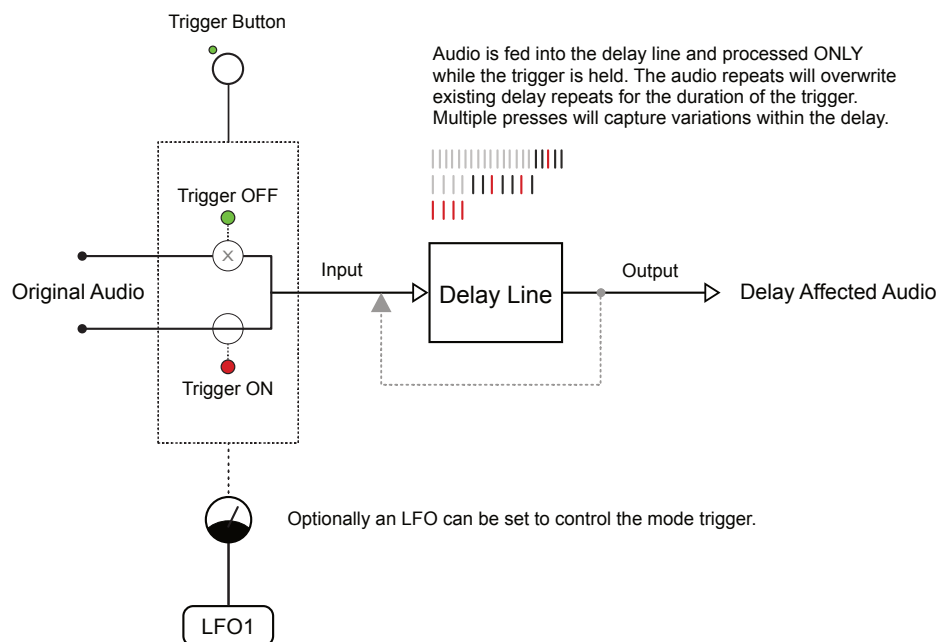 Trigger Button
Audio is fed into the delay line and processed ONLY
while the trigger is held. The audio repeats will overwrite
existing delay repeats for the duration of the trigger.
Multiple presses will capture variations within the delay.
Trigger OFF
X
Input
Output
Original Audio
Delay Line
Delay Affected Audio
Trigger ON
Optionally an LFO can be set to control the mode trigger.
LFO1